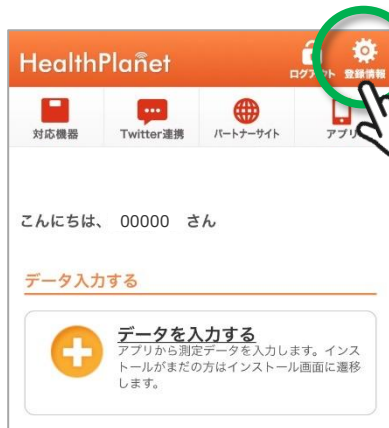 HealthPlanet
ログアウト 登録情報
対応機器 Twitter連携 パートナーサイト アプリ
こんにちは、 00000 さん
データ入力する
データを入力する
アプリから測定データを入力します。インス
トールがまだの方はインストール画面に遷移
します。